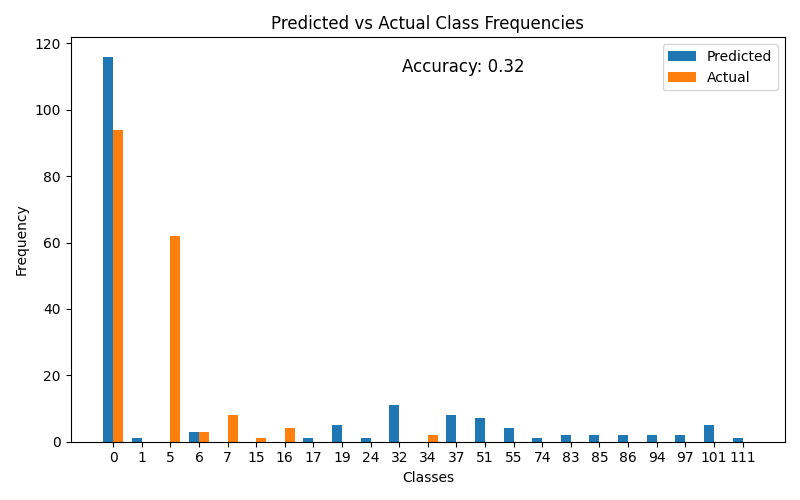 Predicted vs Actual Class Frequencies
Accuracy: 0.32
Predicted
Actual
Frequency
120
100
80
60
40
20
0
0 1 5 6 7 15 16 17 19 24 32 34 37 51 55 74 83 85 86 94 97 101 111
Classes